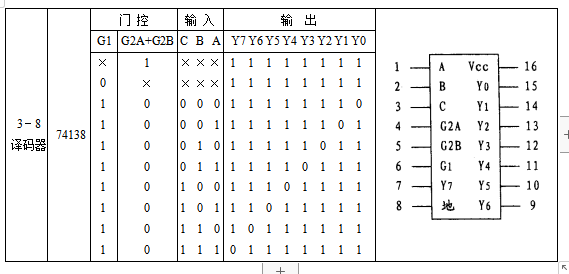 门 控 输 入 输 出
G1 G2A+G2B C B A Y7 Y6 Y5 Y4 Y3 Y2 Y1 Y0
× 1 × × × 1 1 1 1 1 1 1 1
0 × × × × 1 1 1 1 1 1 1 1
1 0 0 0 0 1 1 1 1 1 1 1 0
1 0 0 0 1 1 1 1 1 1 1 0 1
1 0 0 1 0 1 1 1 1 1 0 1 1
1 0 0 1 1 1 1 1 1 0 1 1 1
1 0 1 0 0 1 1 1 0 1 1 1 1
1 0 1 0 1 1 1 0 1 1 1 1 1
1 0 1 1 0 1 0 1 1 1 1 1 1
1 0 1 1 1 0 1 1 1 1 1 1 1
3－8
译码器
74138
1 A Vcc 16
2 B Y0 15
3 C Y1 14
4 G2A Y2 13
5 G2B Y3 12
6 G1 Y4 11
7 Y7 Y5 10
8 地 Y6 9